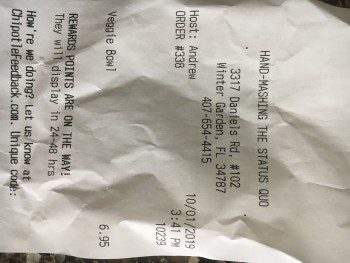 HAND-MASHING THE STATUS QUO
3317 Daniels Rd, #102
Winter Garden, FL 34787
407-654-4415
Host: Andrew 10/01/2019
ORDER #338 3:41 PM
10239
Veggie Bowl 6.95
REWARDS POINTS ARE ON THE WAY!
They will display in 24-48 hrs
How're we doing? Let us know at
ChipotleFeedback.com. Unique code: